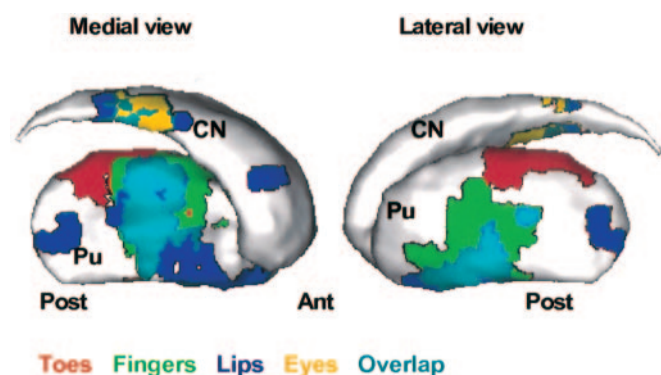 Medial view Lateral view
CN CN
Pu Pu
Post Ant Post
Toes Fingers Lips Eyes Overlap